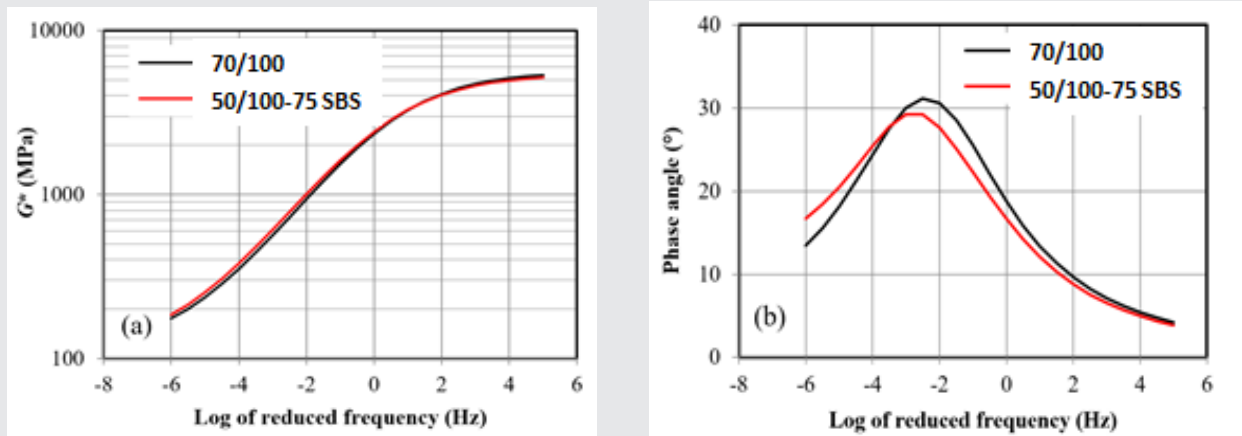 10000
1000
100
G* (MPa)
70/100
50/100-75 SBS
(a)
-8 -6 -4 -2 0 2 4 6
Log of reduced frequency (Hz)
40
30
20
10
0
Phase angle (°)
70/100
50/100-75 SBS
(b)
-8 -6 -4 -2 0 2 4 6
Log of reduced frequency (Hz)